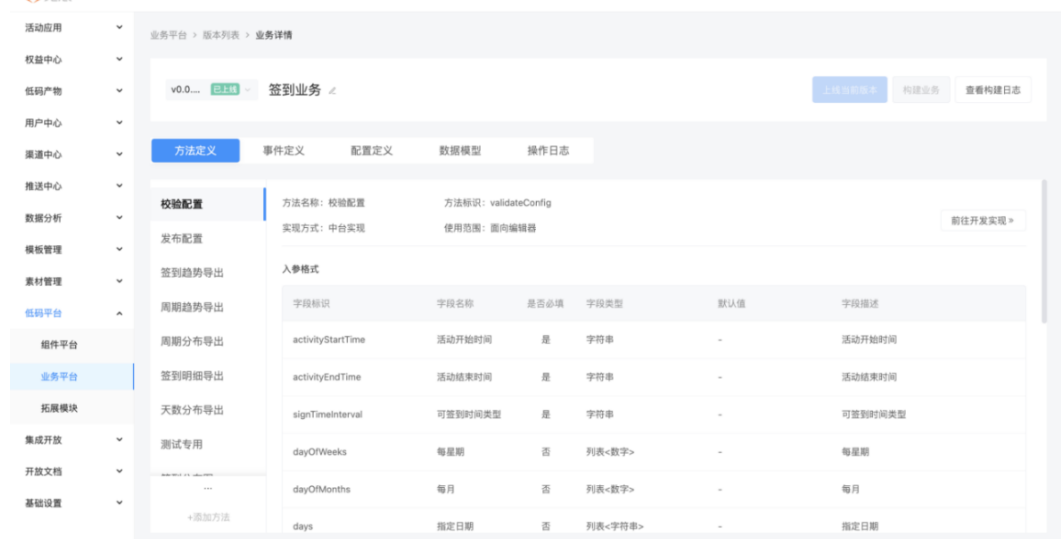 活动应用
权益中心
低码产物
用户中心
渠道中心
推送中心
数据分析
模板管理
素材管理
低码平台
组件平台
业务平台
拓展模块
集成开放
开放文档
基础设置
业务平台 > 版本列表 > 业务详情
v0.0.... 已上线 签到业务
上线当前版本 构建业务 查看构建日志
方法定义 事件定义 配置定义 数据模型 操作日志
校验配置
发布配置
签到趋势导出
周期趋势导出
周期分布导出
签到明细导出
天数分布导出
测试专用
...
+添加方法
方法名称：校验配置 方法标识：validateConfig
实现方式：中台实现 使用范围：面向编辑器
前往开发实现 »
入参格式
字段标识 字段名称 是否必填 字段类型 默认值 字段描述
activityStartTime 活动开始时间 是 字符串 - 活动开始时间
activityEndTime 活动结束时间 是 字符串 - 活动结束时间
signTimeInterval 可签到时间类型 是 字符串 - 可签到时间类型
dayOfWeeks 每星期 否 列表<数字> - 每星期
dayOfMonths 每月 否 列表<数字> - 每月
days 指定日期 否 列表<字符串> - 指定日期